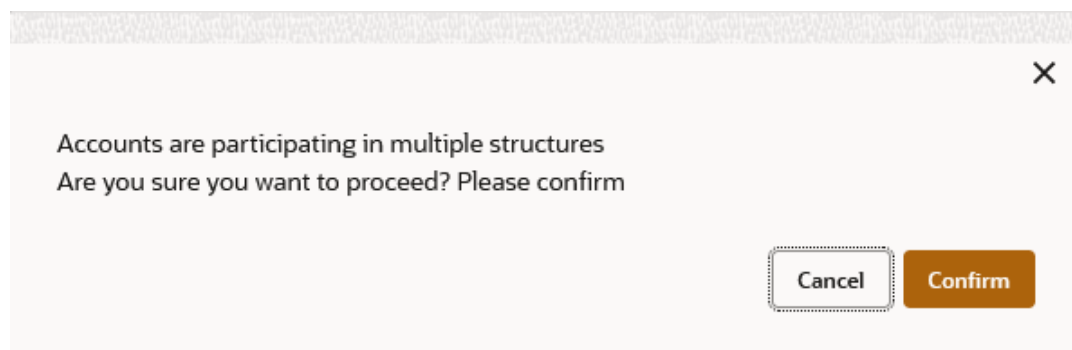 Accounts are participating in multiple structures
Are you sure you want to proceed? Please confirm
Cancel
Confirm